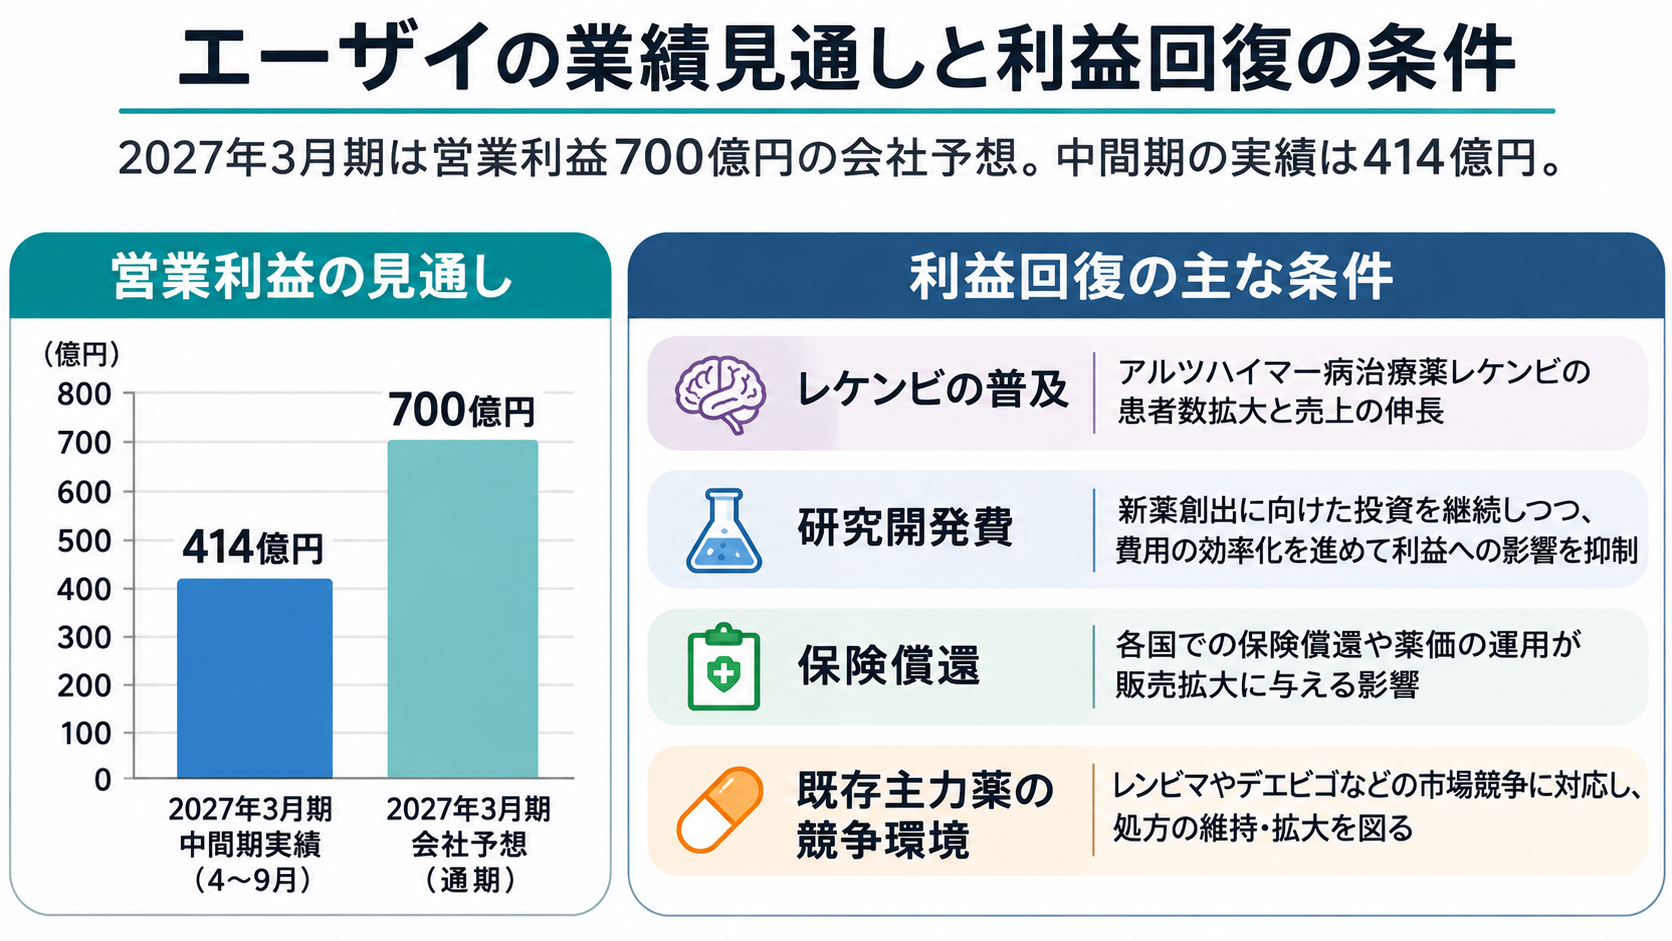 エーザイの業績見通しと利益回復の条件
2027年3月期は営業利益700億円の会社予想。中間期の実績は414億円。
営業利益の見通し
(億円)
800
700
600
500
400
300
200
100
0
414億円
700億円
2027年3月期
中間期実績
(4〜9月)
2027年3月期
会社予想
(通期)
利益回復の主な条件
レケンビの普及
アルツハイマー病治療薬レケンビの
患者数拡大と売上の伸長
研究開発費
新薬創出に向けた投資を継続しつつ、
費用の効率化を進めて利益への影響を抑制
保険償還
各国での保険償還や薬価の運用が
販売拡大に与える影響
既存主力薬の
競争環境
レンビマやデエビゴなどの市場競争に対応し、
処方の維持・拡大を図る